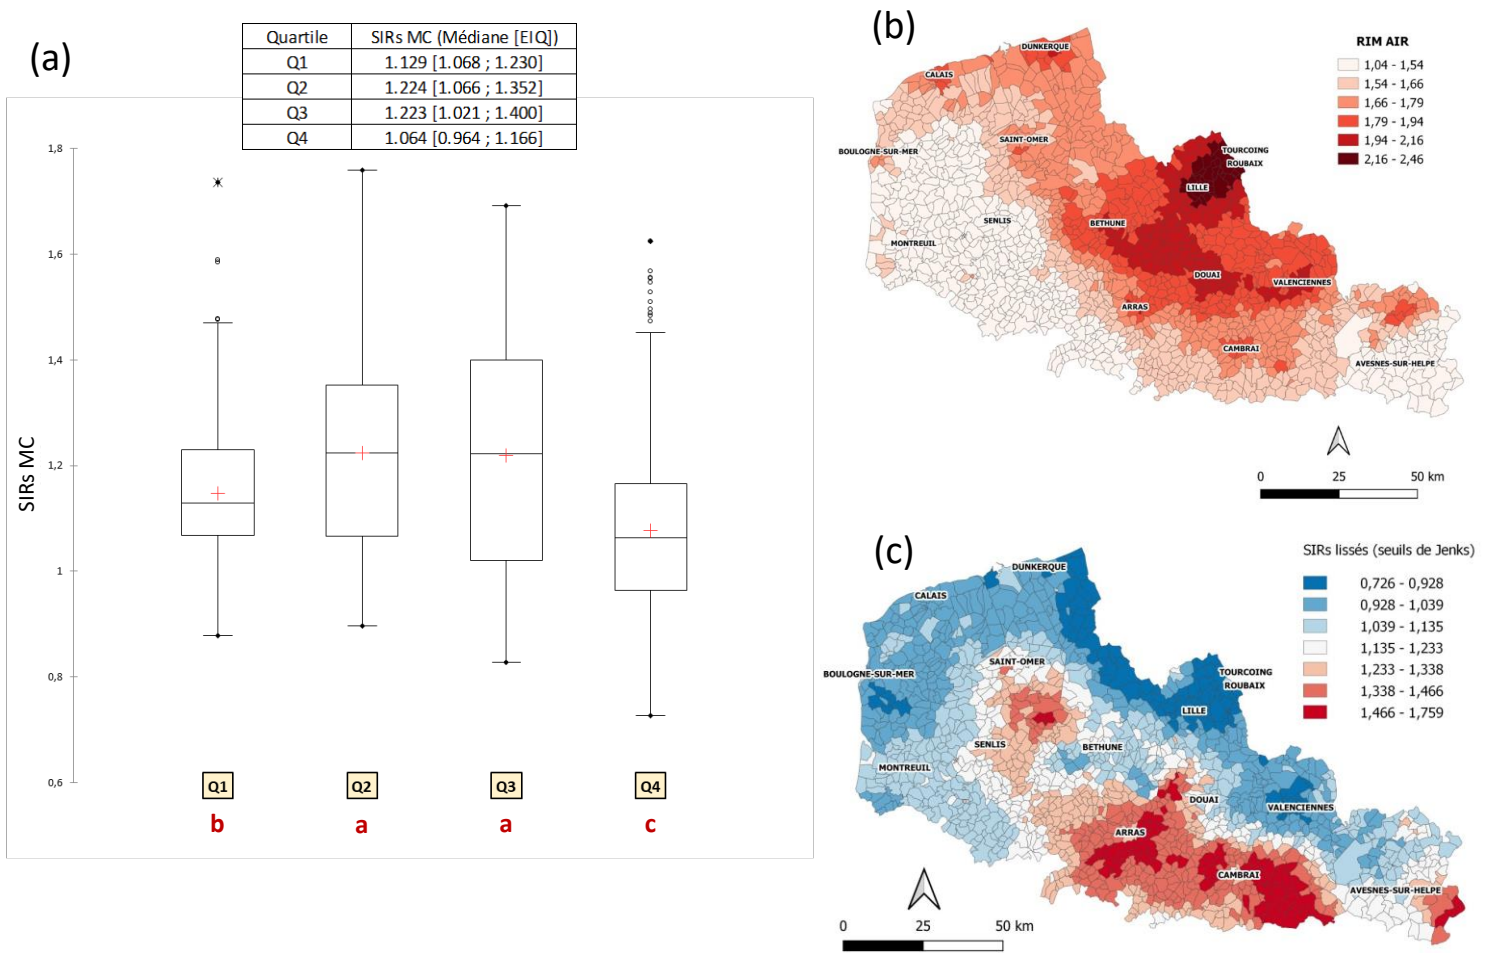 (a)
Quartile SIRs MC (Médiane [EIQ])
Q1 1.129 [1.068 ; 1.230]
Q2 1.224 [1.066 ; 1.352]
Q3 1.223 [1.021 ; 1.400]
Q4 1.064 [0.964 ; 1.166]
SIRs MC
1,8
1,6
1,4
1,2
1
0,8
0,6
Q1 Q2 Q3 Q4
b a a c
(b)
RIM AIR
1,04 - 1,54
1,54 - 1,66
1,66 - 1,79
1,79 - 1,94
1,94 - 2,16
2,16 - 2,46
DUNKERQUE
CALAIS
SAINT-OMER
BOULOGNE-SUR-MER
TOURCOING
ROUBAIX
LILLE
SENLIS
BETHUNE
MONTREUIL
DOUAI
VALENCIENNES
ARRAS
CAMBRAI
AVESNES-SUR-HELPE
0 25 50 km
(c)
SIRs lissés (seuils de Jenks)
0,726 - 0,928
0,928 - 1,039
1,039 - 1,135
1,135 - 1,233
1,233 - 1,338
1,338 - 1,466
1,466 - 1,759
DUNKERQUE
CALAIS
SAINT-OMER
BOULOGNE-SUR-MER
TOURCOING
ROUBAIX
LILLE
SENLIS
BETHUNE
MONTREUIL
DOUAI
VALENCIENNES
ARRAS
CAMBRAI
AVESNES-SUR-HELPE
0 25 50 km